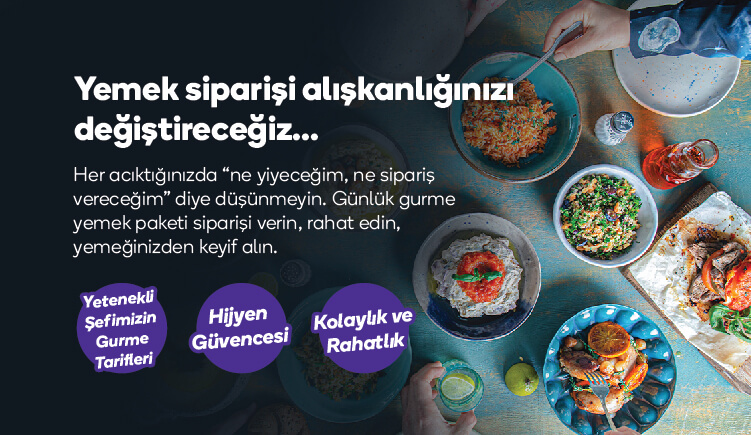 Yemek siparişi alışkanlığınızı
değiştireceğiz...
Her acıktığınızda “ne yiyeceğim, ne sipariş
vereceğim” diye düşünmeyin. Günlük gurme
yemek paketi siparişi verin, rahat edin,
yemeğinizden keyif alın.
Yetenekli
Şefimizin
Gurme
Tarifleri
Hijyen
Güvencesi
Kolaylık ve
Rahatlık